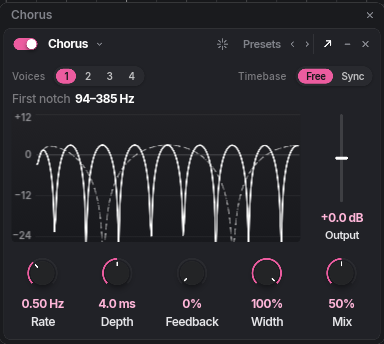 Chorus
Chorus Presets
Voices 1 2 3 4 Timebase Free Sync
First notch 94–385 Hz
+12
0
−12
−24
+0.0 dB
Output
0.50 Hz 4.0 ms 0% 100% 50%
Rate Depth Feedback Width Mix